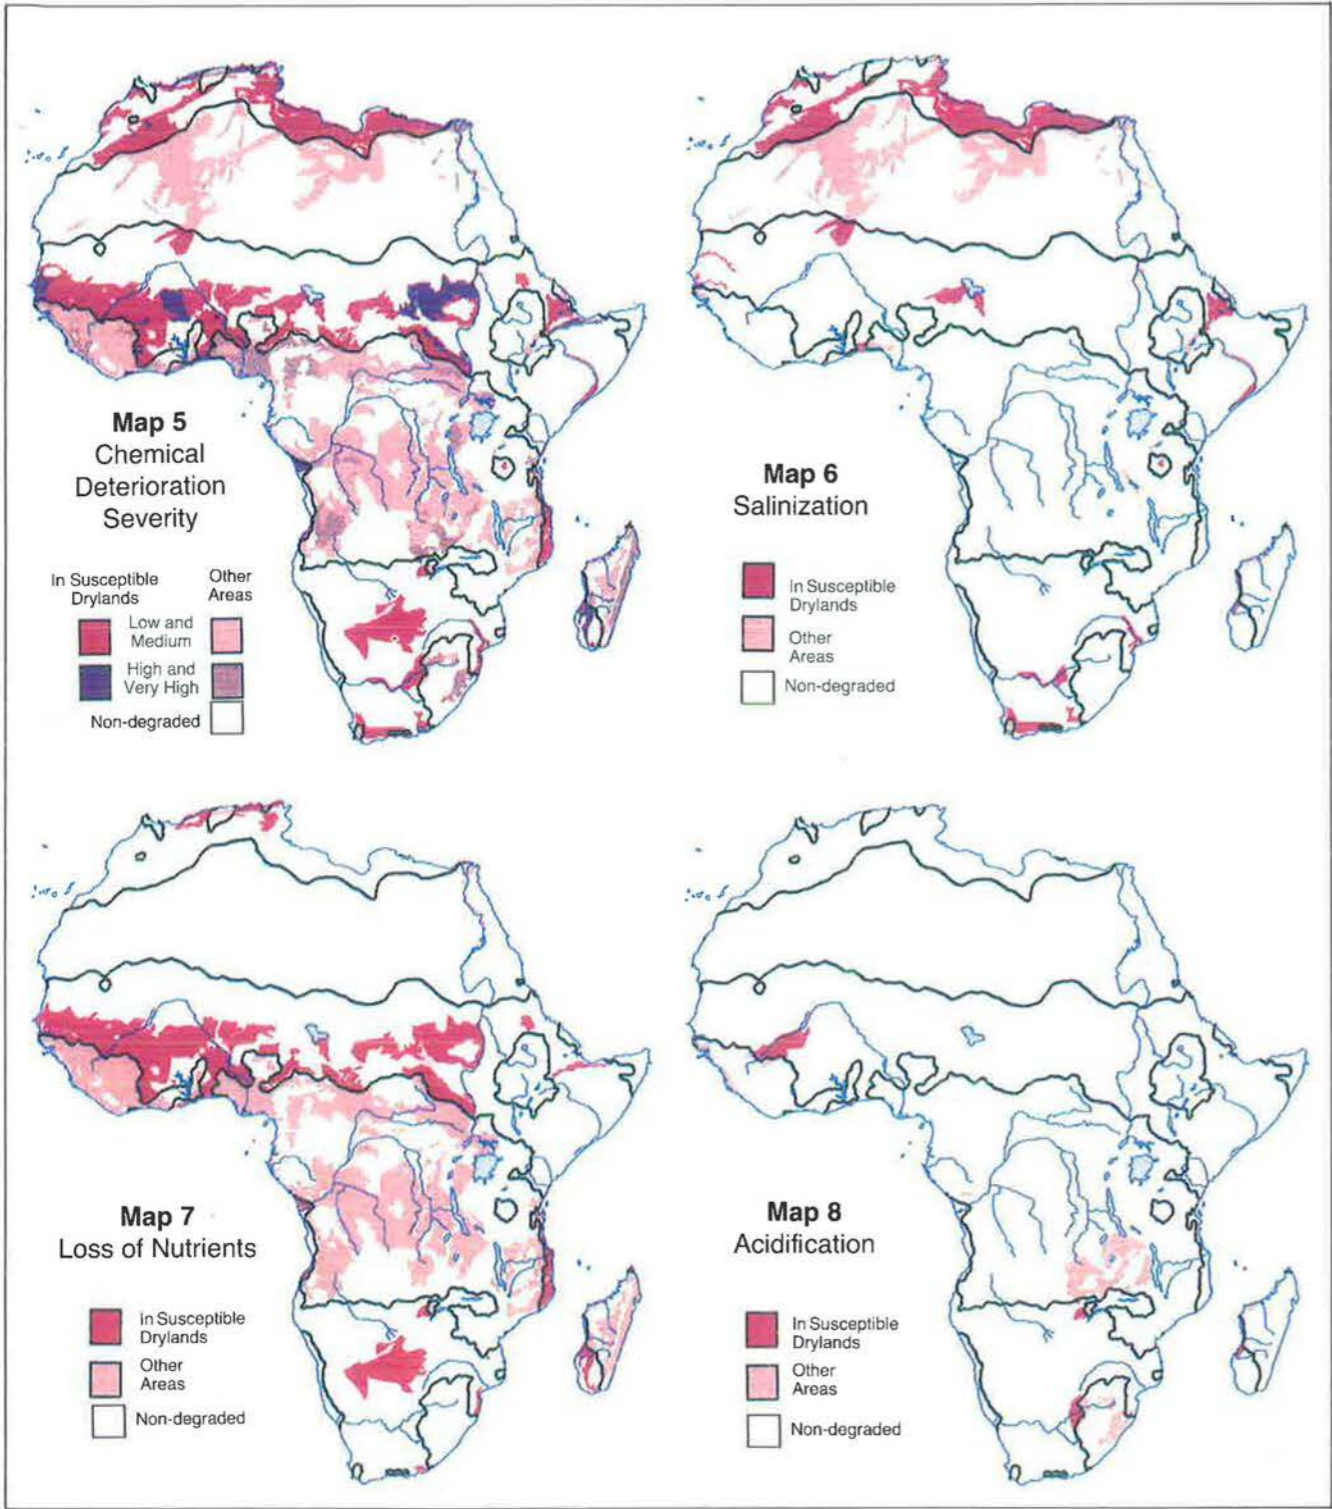 Map 5
Chemical
Deterioration
Severity
In Susceptible
Drylands
Other
Areas
Low and
Medium
High and
Very High
Non-degraded
Map 6
Salinization
In Susceptible
Drylands
Other
Areas
Non-degraded
Map 7
Loss of Nutrients
In Susceptible
Drylands
Other
Areas
Non-degraded
Map 8
Acidification
In Susceptible
Drylands
Other
Areas
Non-degraded